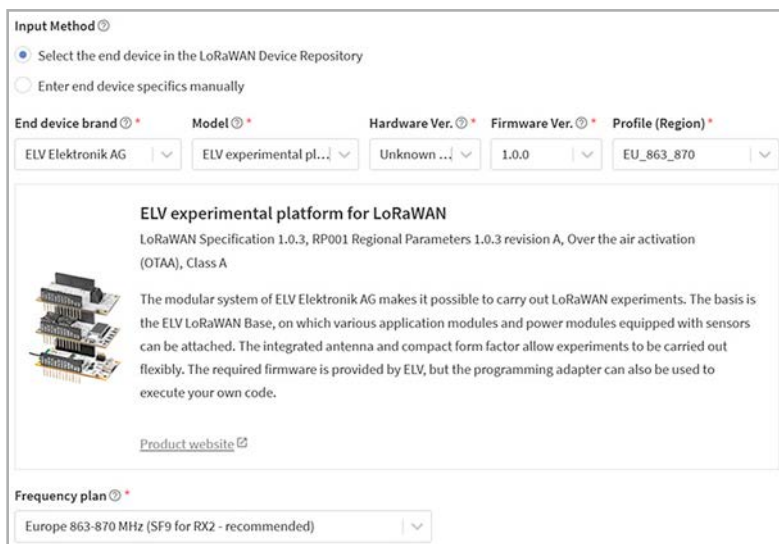 Input Method
Select the end device in the LoRaWAN Device Repository
Enter end device specifics manually
End device brand * Model * Hardware Ver. * Firmware Ver. * Profile (Region) *
ELV Elektronik AG ELV experimental pl... Unknown ... 1.0.0 EU_863_870
ELV experimental platform for LoRaWAN
LoRaWAN Specification 1.0.3, RP001 Regional Parameters 1.0.3 revision A, Over the air activation
(OTAA), Class A
The modular system of ELV Elektronik AG makes it possible to carry out LoRaWAN experiments. The basis is
the ELV LoRaWAN Base, on which various application modules and power modules equipped with sensors
can be attached. The integrated antenna and compact form factor allow experiments to be carried out
flexibly. The required firmware is provided by ELV, but the programming adapter can also be used to
execute your own code.
Product website
Frequency plan *
Europe 863-870 MHz (SF9 for RX2 - recommended)